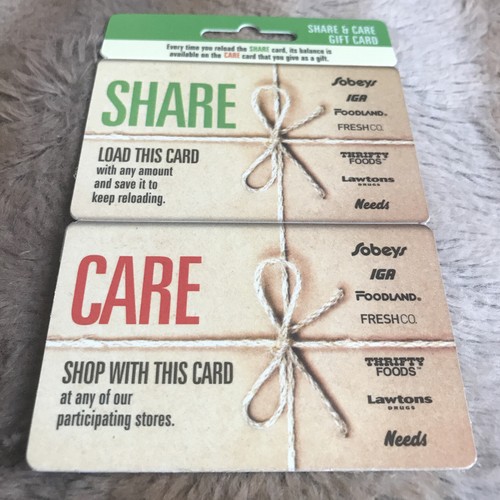 SHARE & CARE
GIFT CARD
Every time you reload the SHARE card, its balance is
available on the CARE card that you give as a gift.
SHARE
LOAD THIS CARD
with any amount
and save it to
keep reloading.
Sobeys
IGA
FOODLAND®
FRESHCO.
THRIFTY
FOODS™
Lawtons
DRUGS
Needs
CARE
SHOP WITH THIS CARD
at any of our
participating stores.
Sobeys
IGA
FOODLAND®
FRESHCO.
THRIFTY
FOODS™
Lawtons
DRUGS
Needs